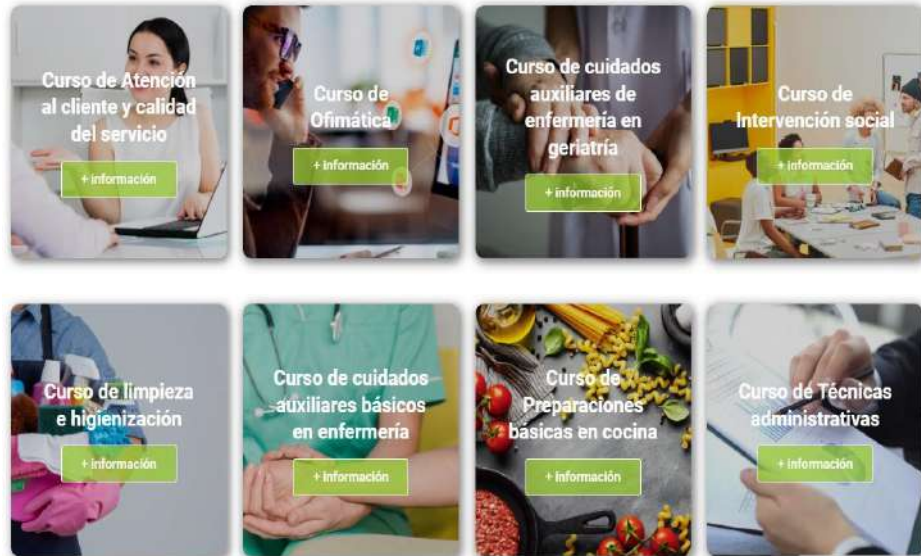 Curso de Atención
al cliente y calidad
del servicio
+ información
Curso de
Ofimática
+ información
Curso de cuidados
auxiliares de
enfermería en
geriatría
+ información
Curso de
Intervención social
+ información
Curso de limpieza
e higienización
+ información
Curso de cuidados
auxiliares básicos
en enfermería
+ información
Curso de
Preparaciones
básicas en cocina
+ información
Curso de Técnicas
administrativas
+ información